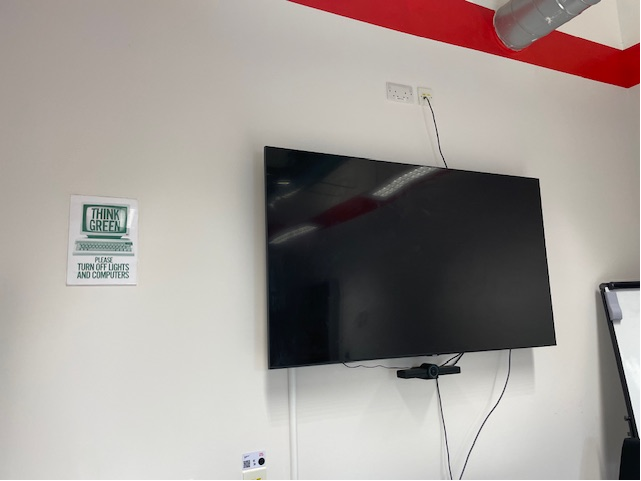 THINK
GREEN
PLEASE
TURN OFF LIGHTS
AND COMPUTERS